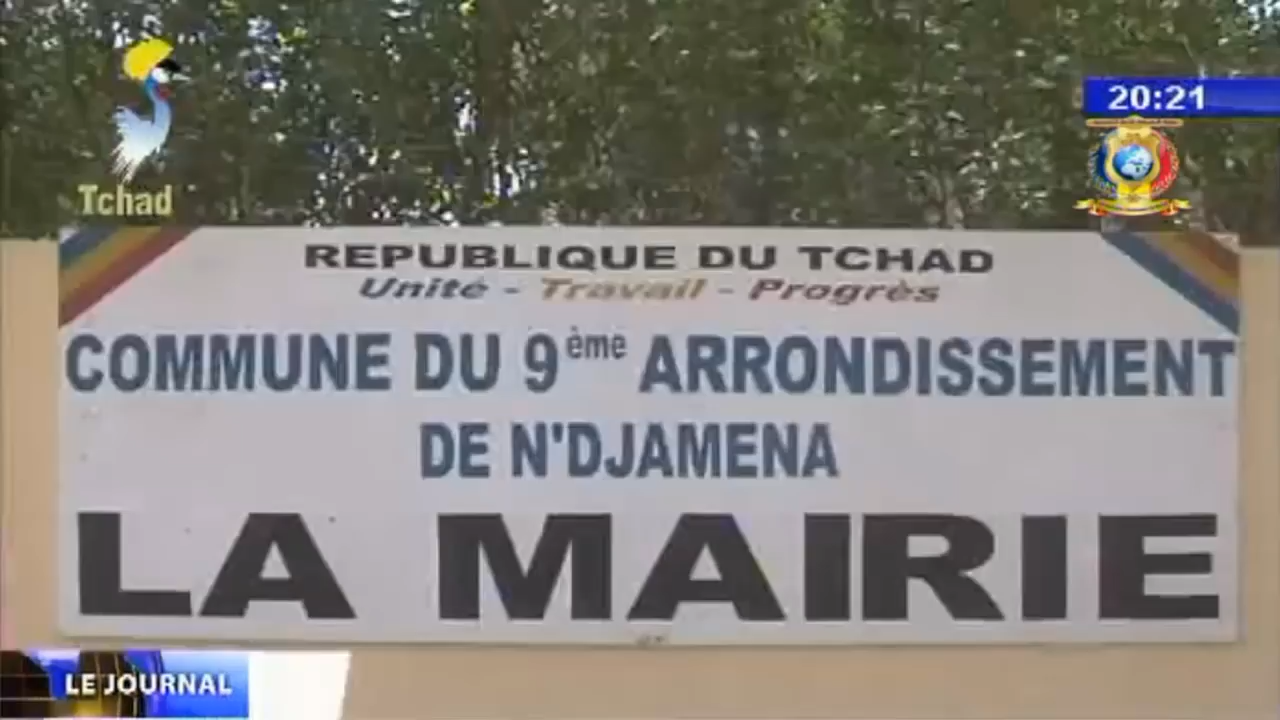 20:21
Tchad
REPUBLIQUE DU TCHAD
Unité - Travail - Progrès
COMMUNE DU 9ème ARRONDISSEMENT
DE N'DJAMENA
LA MAIRIE
LE JOURNAL